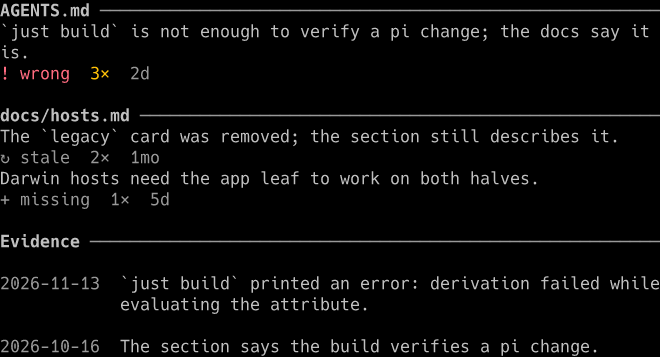 AGENTS.md
`just build` is not enough to verify a pi change; the docs say it
is.
! wrong  3×  2d
docs/hosts.md
The `legacy` card was removed; the section still describes it.
↻ stale  2×  1mo
Darwin hosts need the app leaf to work on both halves.
+ missing  1×  5d
Evidence
2026-11-13  `just build` printed an error: derivation failed while
evaluating the attribute.
2026-10-16  The section says the build verifies a pi change.